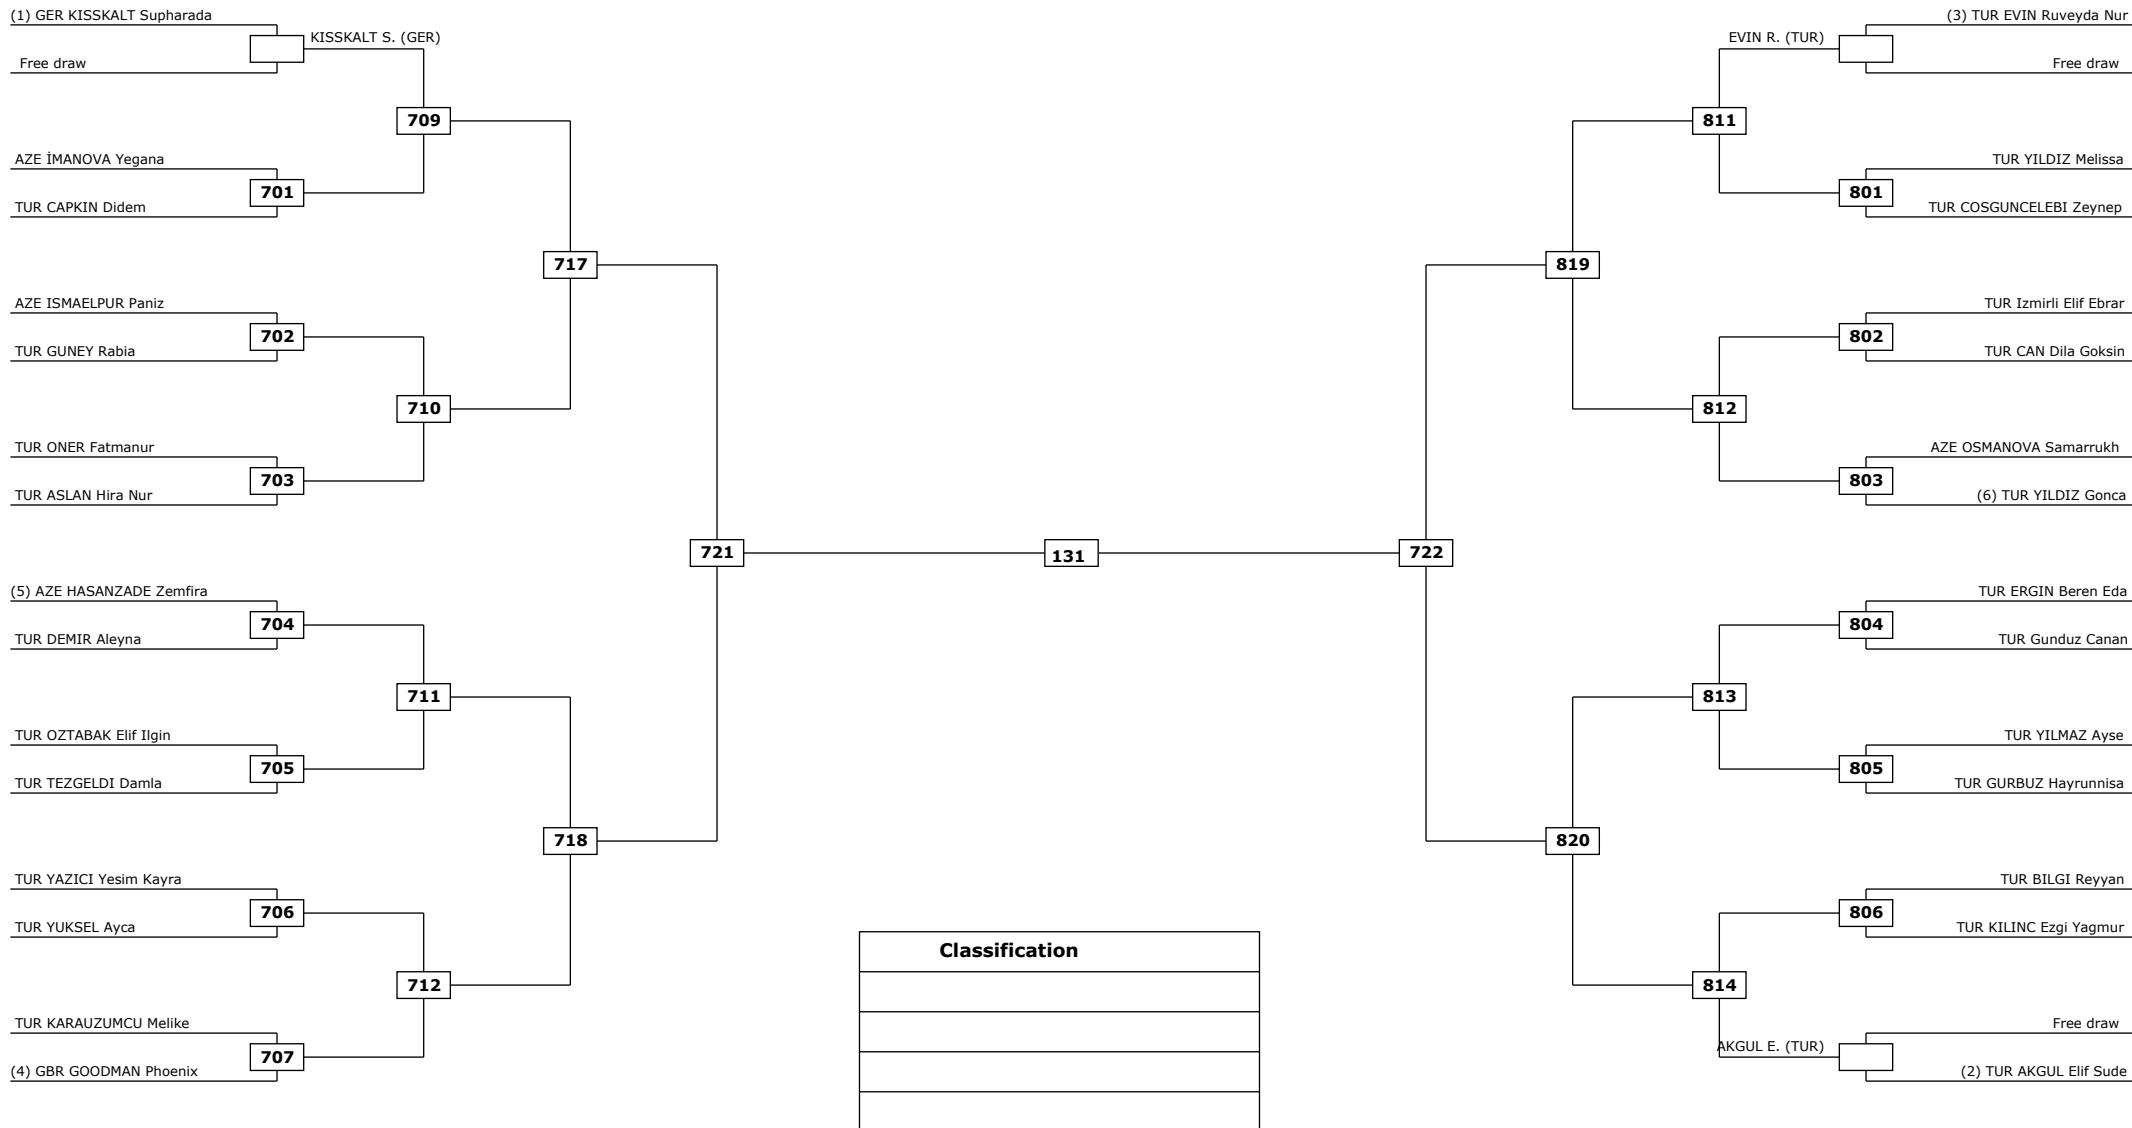 (1) GER KISSKALT Supharada
KISSKALT S. (GER)
Free draw
709
AZE İMANOVA Yegana
701
TUR CAPKIN Didem
717
AZE ISMAELPUR Paniz
702
TUR GUNEY Rabia
710
TUR ONER Fatmanur
703
TUR ASLAN Hira Nur
721
(5) AZE HASANZADE Zemfira
704
TUR DEMIR Aleyna
711
TUR OZTABAK Elif Ilgin
705
TUR TEZGELDI Damla
718
TUR YAZICI Yesim Kayra
706
TUR YUKSEL Ayca
712
TUR KARAUZUMCU Melike
707
(4) GBR GOODMAN Phoenix
131
Classification
(3) TUR EVIN Ruveyda Nur
EVIN R. (TUR)
Free draw
811
TUR YILDIZ Melissa
801
TUR COSGUNCELEBI Zeynep
819
TUR Izmirli Elif Ebrar
802
TUR CAN Dila Goksin
812
AZE OSMANOVA Samarrukh
803
(6) TUR YILDIZ Gonca
722
TUR ERGIN Beren Eda
804
TUR Gunduz Canan
813
TUR YILMAZ Ayse
805
TUR GURBUZ Hayrunnisa
820
TUR BILGI Reyyan
806
TUR KILINC Ezgi Yagmur
814
Free draw
AKGUL E. (TUR)
(2) TUR AKGUL Elif Sude